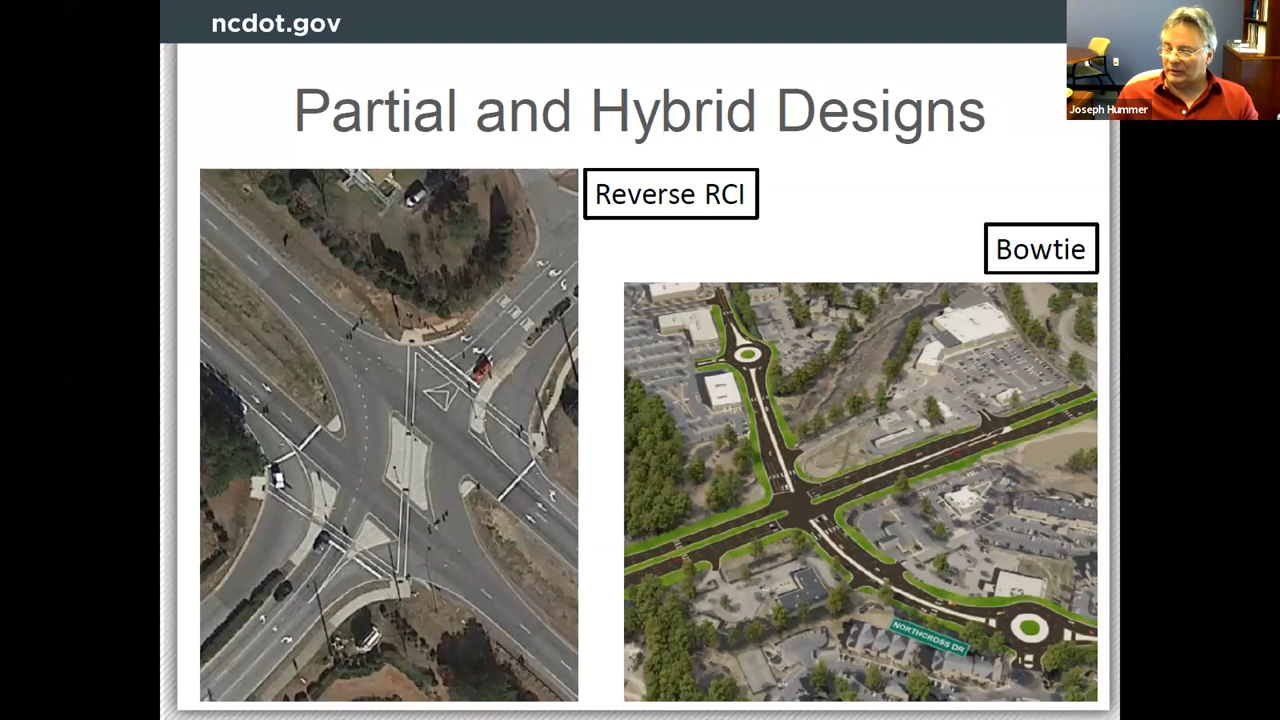 ncdot.gov
Joseph Hummer
Partial and Hybrid Designs
Reverse RCI
Bowtie
NORTHCROSS DR